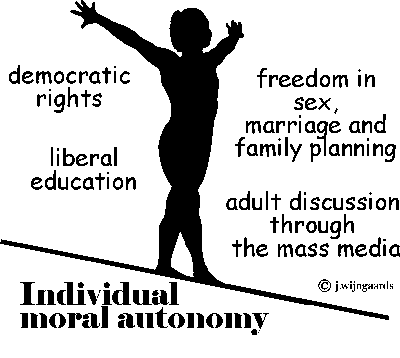 democratic
rights
liberal
education
freedom in
sex,
marriage and
family planning
adult discussion
through
the mass media
© j.wijngaards
Individual
moral autonomy